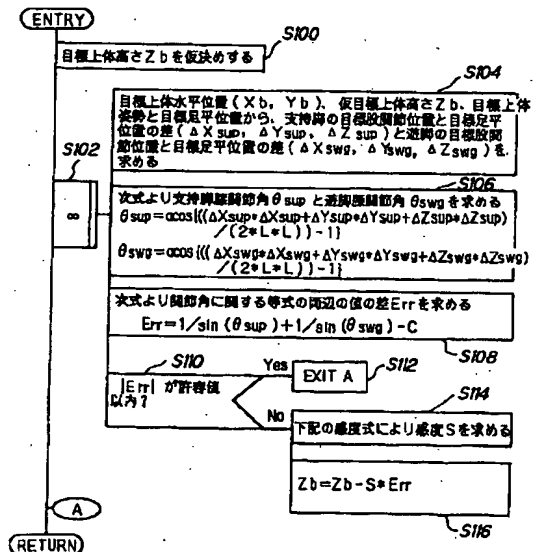 ENTRY
S100
目標上体高さZbを仮決めする
S104
目標上体水平位置(Xb,Yb)、仮目標上体高さZb、目標上体
姿勢と目標足平位置から、支持脚の目標股関節位置と目標足平
位置の差(ΔXsup,ΔYsup,ΔZsup)と遊脚の目標股関
節位置と目標足平位置の差(ΔXswg,ΔYswg,ΔZswg)を
求める
S102
∞
S106
次式より支持脚膝関節角θsupと遊脚膝関節角θswgを求める
θsup=acos{((ΔXsup*ΔXsup+ΔYsup*ΔYsup+ΔZsup*ΔZsup)
/(2*L*L))-1}
θswg=acos{((ΔXswg*ΔXswg+ΔYswg*ΔYswg+ΔZswg*ΔZswg)
/(2*L*L))-1}
次式より関節角に関する等式の両辺の値の差Errを求める
Err=1/sin(θsup)+1/sin(θswg)-C
S108
S110
|Err|が許容値
以内?
Yes
EXIT A
S112
No
S114
下記の感度式により感度Sを求める
Zb=Zb-S*Err
S116
A
RETURN